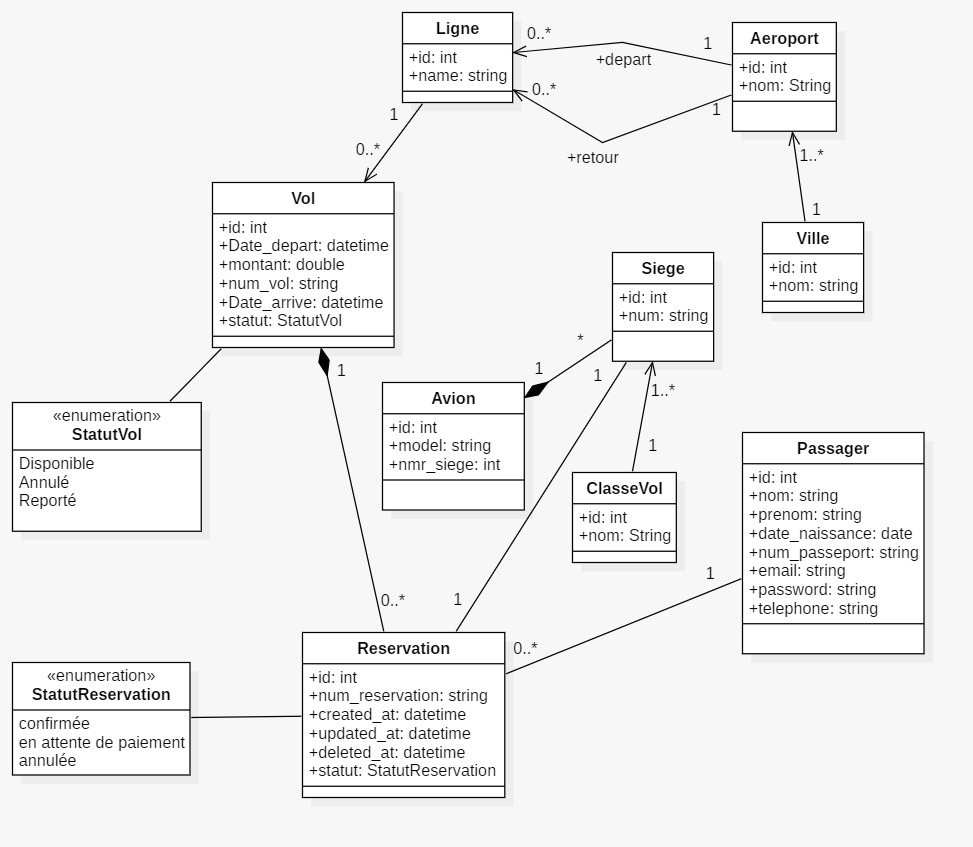 Ligne
+id: int
+name: string
0..*
1
+depart
Aeroport
+id: int
+nom: String
0..*
1
+retour
1
0..*
1..*
1
Ville
+id: int
+nom: string
Vol
+id: int
+Date_depart: datetime
+montant: double
+num_vol: string
+Date_arrive: datetime
+statut: StatutVol
Siege
+id: int
+num: string
*
1
1
1
1..*
1
Avion
+id: int
+model: string
+nmr_siege: int
«enumeration»
StatutVol
Disponible
Annulé
Reporté
ClasseVol
+id: int
+nom: String
Passager
+id: int
+nom: string
+prenom: string
+date_naissance: date
+num_passeport: string
+email: string
+password: string
+telephone: string
1
0..*
0..*
1
Reservation
+id: int
+num_reservation: string
+created_at: datetime
+updated_at: datetime
+deleted_at: datetime
+statut: StatutReservation
«enumeration»
StatutReservation
confirmée
en attente de paiement
annulée